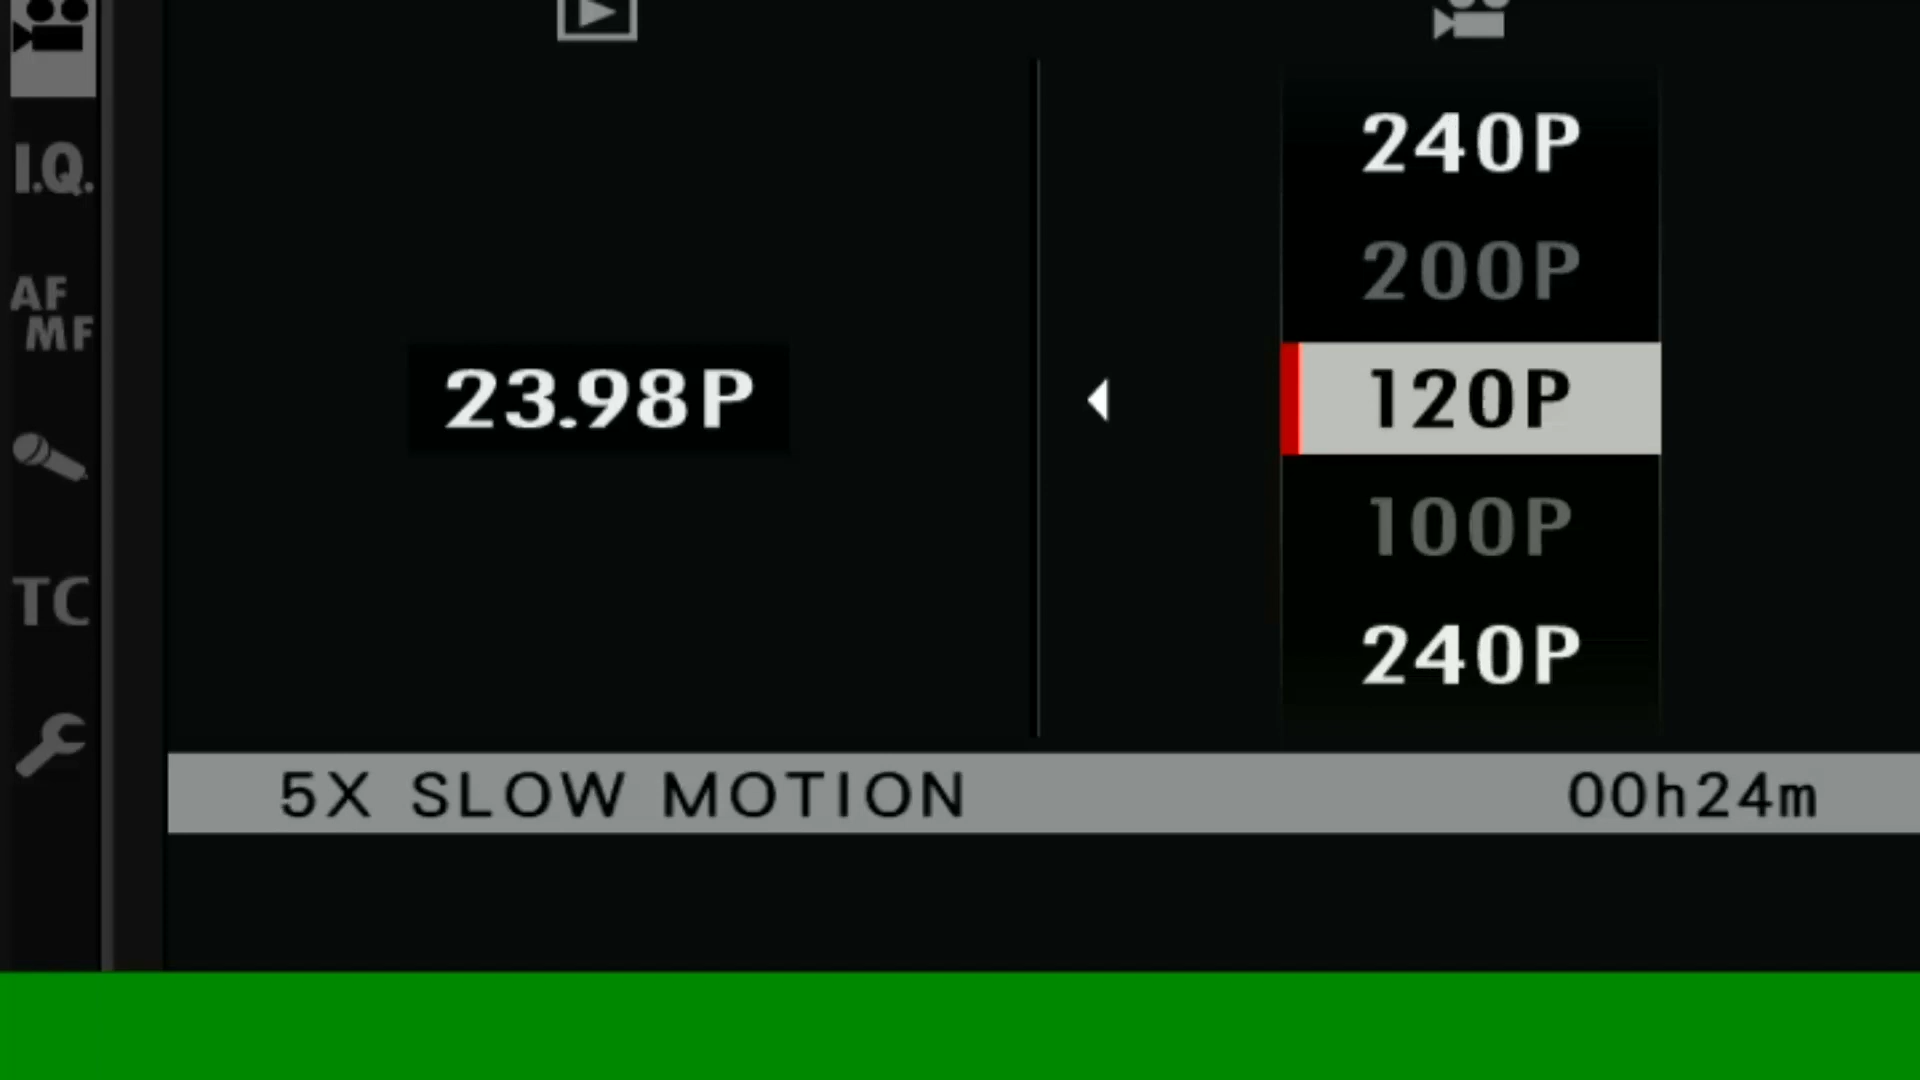 I.Q.
AF
MF
TC
240P
200P
23.98P
120P
100P
240P
5X SLOW MOTION
00h24m